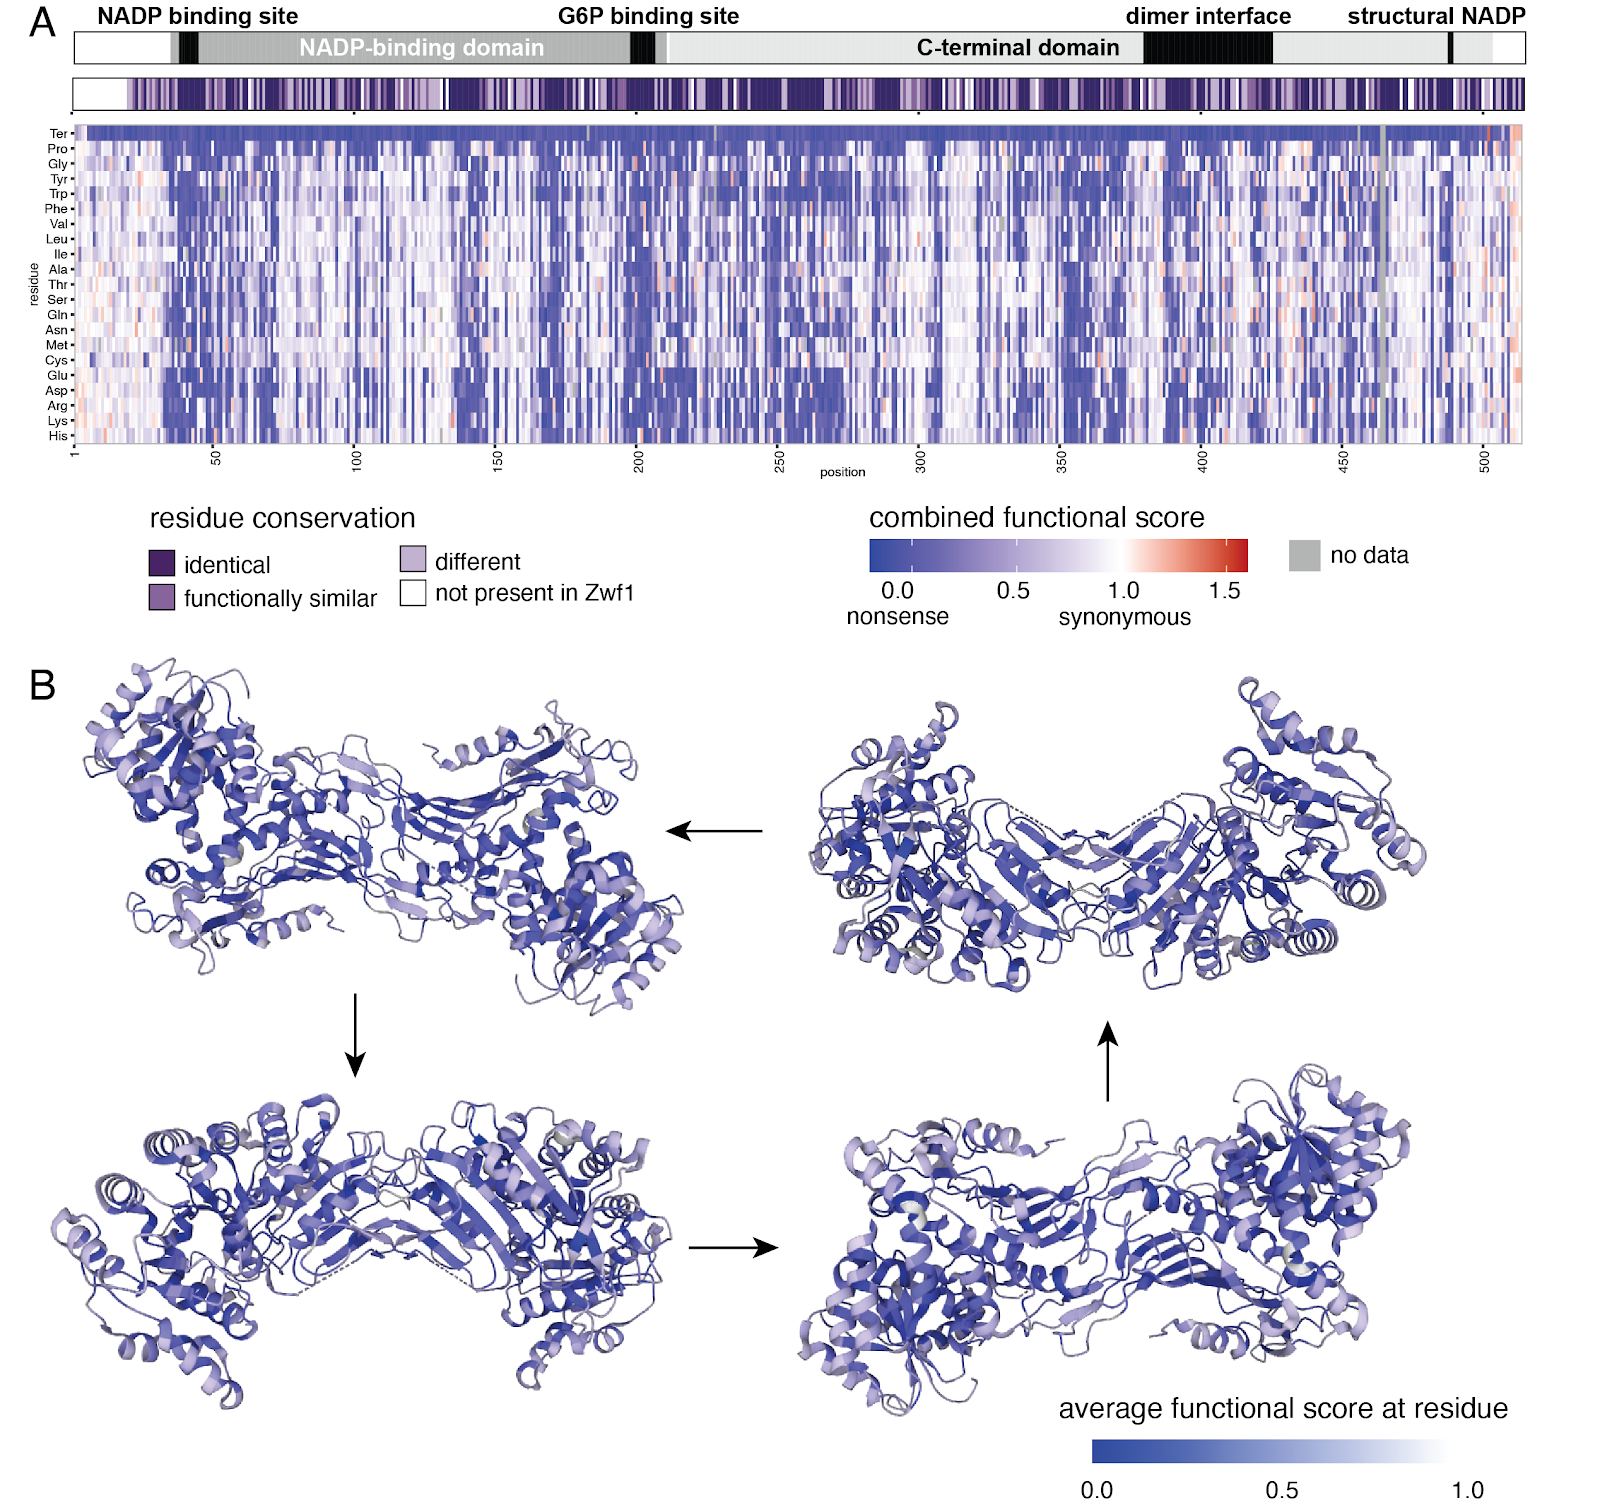 A
NADP binding site
G6P binding site
dimer interface
structural NADP
NADP-binding domain
C-terminal domain
residue
Ter
Pro
Gly
Tyr
Trp
Phe
Val
Leu
Ile
Ala
Thr
Ser
Gln
Asn
Met
Cys
Glu
Asp
Arg
Lys
His
1
50
100
150
200
250
300
350
400
450
500
position
residue conservation
identical
functionally similar
different
not present in Zwf1
combined functional score
0.0
0.5
1.0
1.5
nonsense
synonymous
no data
B
average functional score at residue
0.0
0.5
1.0